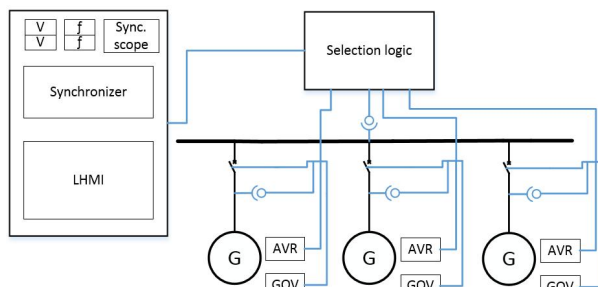 V
f
Sync.
scope
V
f
Selection logic
Synchronizer
LHMI
G
AVR
G
AVR
G
AVR
GOV
GOV
GOV